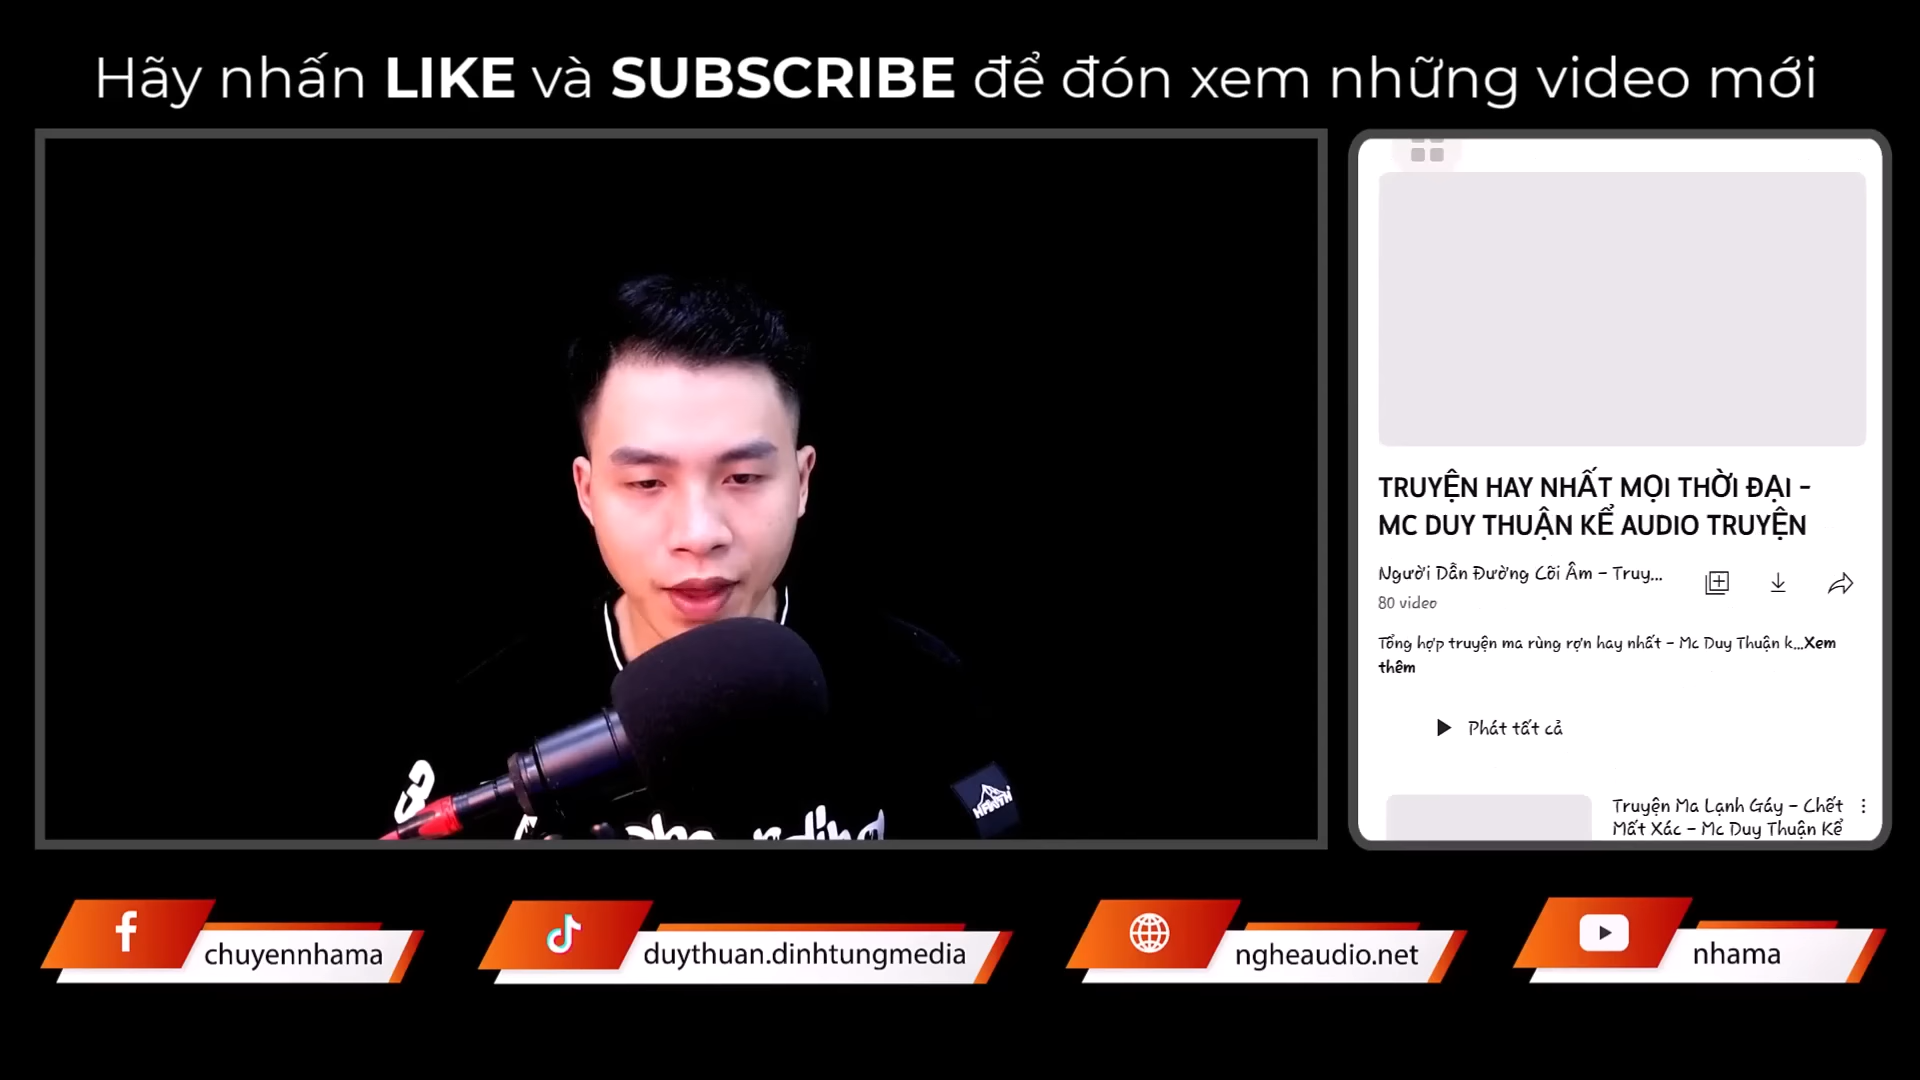 Hãy nhấn LIKE và SUBSCRIBE để đón xem những video mới
TRUYỆN HAY NHẤT MỌI THỜI ĐẠI -
MC DUY THUẬN KỂ AUDIO TRUYỆN
Người Dẫn Đường Cõi Âm - Truy...
80 video
Tổng hợp truyện ma rùng rợn hay nhất - Mc Duy Thuận k...Xem
thêm
Phát tất cả
Truyện Ma Lạnh Gáy - Chết
Mất Xác - Mc Duy Thuận Kể
chuyennhama
duythuan.dinhtungmedia
ngheaudio.net
nhama